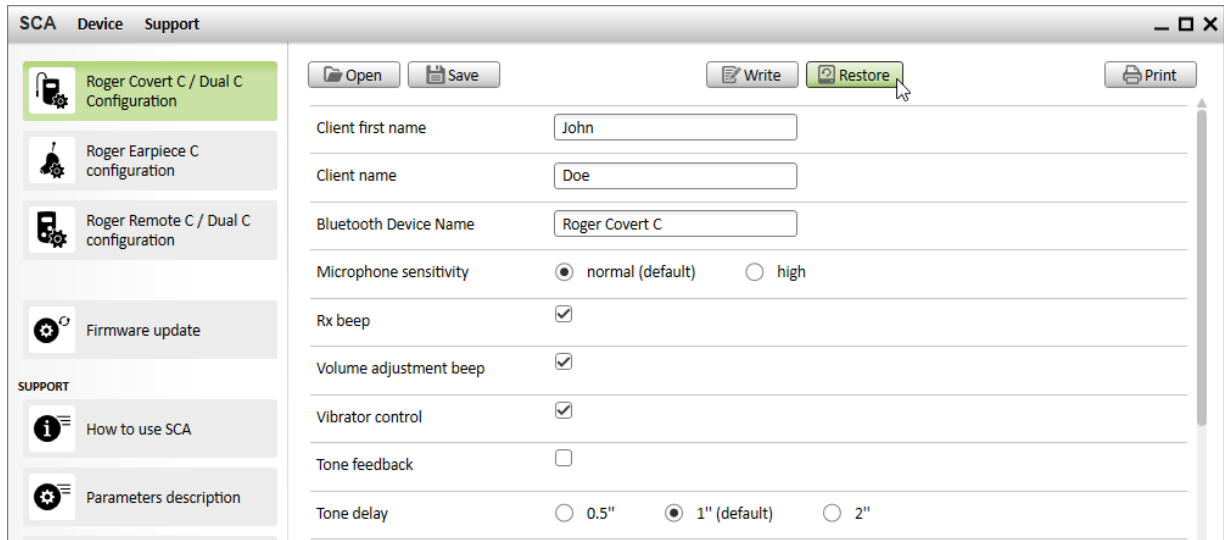 SCA Device Support
Roger Covert C / Dual C
Configuration
Roger Earpiece C
configuration
Roger Remote C / Dual C
configuration
Firmware update
SUPPORT
How to use SCA
Parameters description
Open Save Write Restore Print
Client first name John
Client name Doe
Bluetooth Device Name Roger Covert C
Microphone sensitivity normal (default) high
Rx beep
Volume adjustment beep
Vibrator control
Tone feedback
Tone delay 0.5" 1" (default) 2"